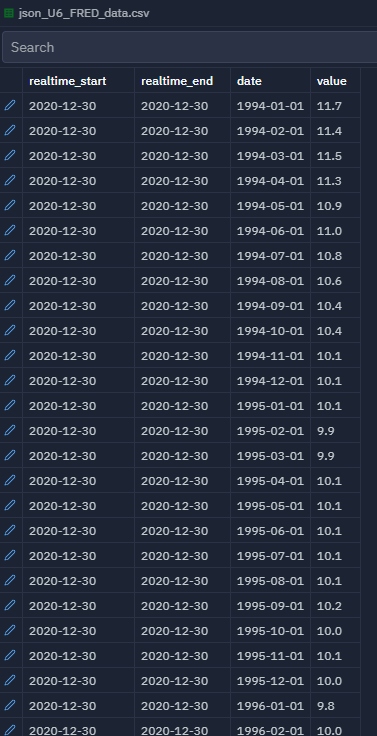 json_U6_FRED_data.csv
Search
realtime_start realtime_end date value
2020-12-30 2020-12-30 1994-01-01 11.7
2020-12-30 2020-12-30 1994-02-01 11.4
2020-12-30 2020-12-30 1994-03-01 11.5
2020-12-30 2020-12-30 1994-04-01 11.3
2020-12-30 2020-12-30 1994-05-01 10.9
2020-12-30 2020-12-30 1994-06-01 11.0
2020-12-30 2020-12-30 1994-07-01 10.8
2020-12-30 2020-12-30 1994-08-01 10.6
2020-12-30 2020-12-30 1994-09-01 10.4
2020-12-30 2020-12-30 1994-10-01 10.4
2020-12-30 2020-12-30 1994-11-01 10.1
2020-12-30 2020-12-30 1994-12-01 10.1
2020-12-30 2020-12-30 1995-01-01 10.1
2020-12-30 2020-12-30 1995-02-01 9.9
2020-12-30 2020-12-30 1995-03-01 9.9
2020-12-30 2020-12-30 1995-04-01 10.1
2020-12-30 2020-12-30 1995-05-01 10.1
2020-12-30 2020-12-30 1995-06-01 10.1
2020-12-30 2020-12-30 1995-07-01 10.1
2020-12-30 2020-12-30 1995-08-01 10.1
2020-12-30 2020-12-30 1995-09-01 10.2
2020-12-30 2020-12-30 1995-10-01 10.0
2020-12-30 2020-12-30 1995-11-01 10.1
2020-12-30 2020-12-30 1995-12-01 10.0
2020-12-30 2020-12-30 1996-01-01 9.8
2020-12-30 2020-12-30 1996-02-01 10.0